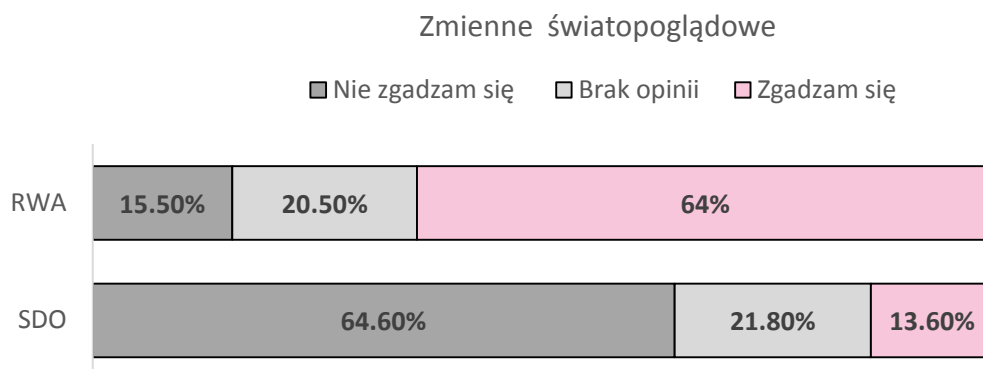 Zmienne światopoglądowe
Nie zgadzam się Brak opinii Zgadzam się
RWA 15.50% 20.50% 64%
SDO 64.60% 21.80% 13.60%